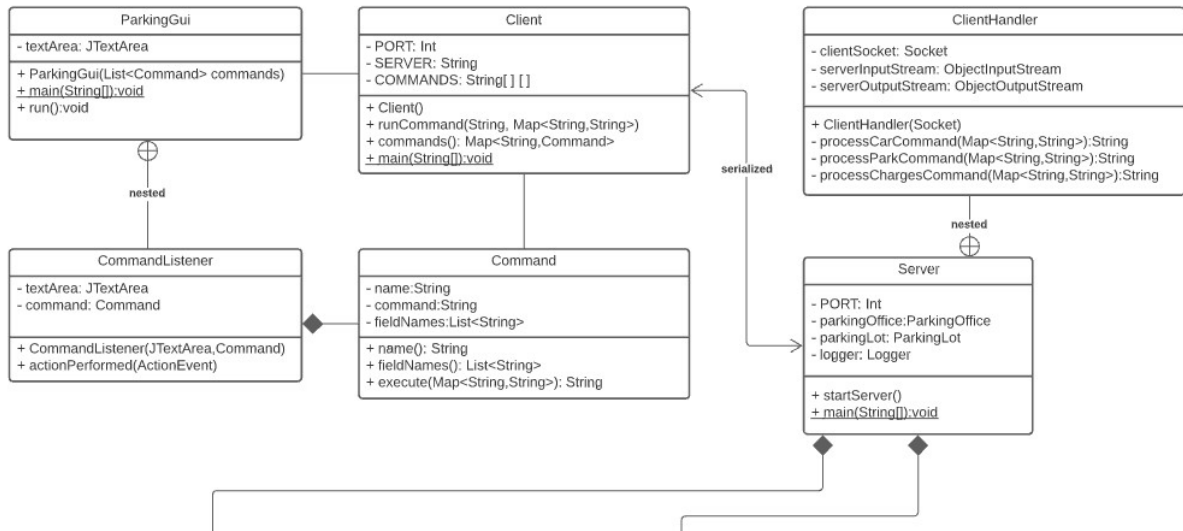 ParkingGui
- textArea: JTextArea
+ ParkingGui(List<Command> commands)
+ main(String[]):void
+ run():void
Client
- PORT: Int
- SERVER: String
- COMMANDS: String[ ] [ ]
+ Client()
+ runCommand(String, Map<String,String>)
+ commands(): Map<String,Command>
+ main(String[]):void
ClientHandler
- clientSocket: Socket
- serverInputStream: ObjectInputStream
- serverOutputStream: ObjectOutputStream
+ ClientHandler(Socket)
- processCarCommand(Map<String,String>):String
- processParkCommand(Map<String,String>):String
- processChargesCommand(Map<String,String>):String
nested
serialized
nested
CommandListener
- textArea: JTextArea
- command: Command
+ CommandListener(JTextArea,Command)
+ actionPerformed(ActionEvent)
Command
- name:String
- command:String
- fieldNames:List<String>
+ name(): String
+ fieldNames(): List<String>
+ execute(Map<String,String>): String
Server
- PORT: Int
- parkingOffice:ParkingOffice
- parkingLot: ParkingLot
- logger: Logger
+ startServer()
+ main(String[]):void